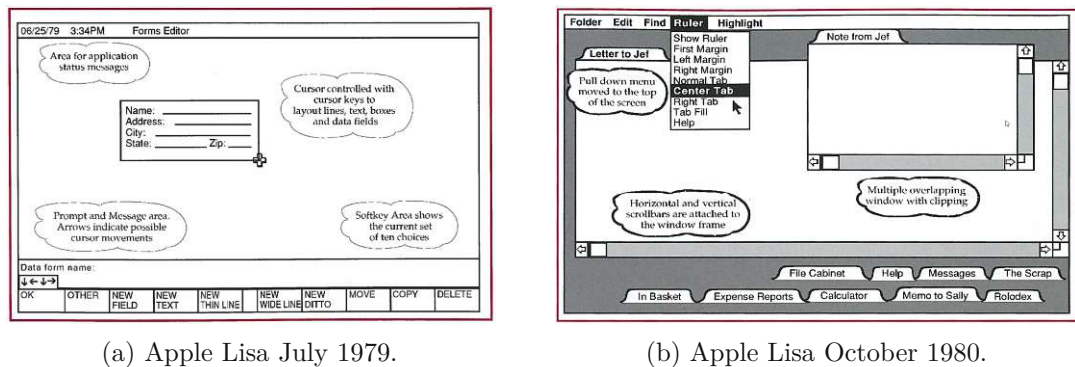 06/25/79 3:34PM Forms Editor
Area for application
status messages
Cursor controlled with
cursor keys to
layout lines, text, boxes
and data fields
Name:
Address:
City:
State: Zip:
Prompt and Message area.
Arrows indicate possible
cursor movements
Softkey Area shows
the current set
of ten choices
Data form name:
↓←↓→
OK OTHER NEW FIELD NEW TEXT NEW THIN LINE NEW WIDE LINE NEW DITTO MOVE COPY DELETE
(a) Apple Lisa July 1979.
Folder Edit Find Ruler Highlight
Show Ruler
First Margin
Left Margin
Right Margin
Normal Tab
Center Tab
Right Tab
Tab Fill
Help
Letter to Jef
Note from Jef
Pull down menu
moved to the top
of the screen
Horizontal and vertical
scrollbars are attached to
the window frame
Multiple overlapping
window with clipping
File Cabinet Help Messages The Scrap
In Basket Expense Reports Calculator Memo to Sally Rolodex
(b) Apple Lisa October 1980.